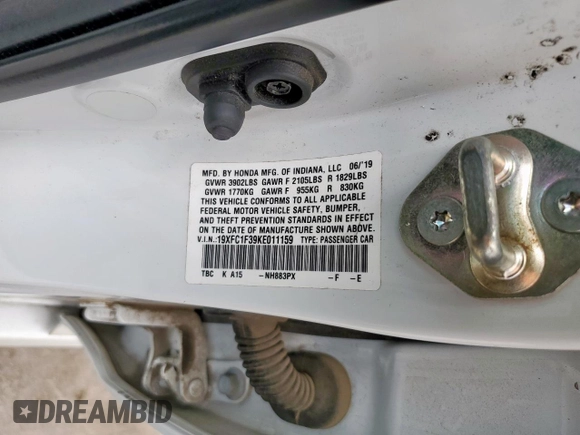 MFD. BY HONDA MFG. OF INDIANA, LLC 06/'19
GVWR 3902LBS GAWR F 2105LBS R 1829LBS
GVWR 1770KG GAWR F 955KG R 830KG
THIS VEHICLE CONFORMS TO ALL APPLICABLE
FEDERAL MOTOR VEHICLE SAFETY, BUMPER,
AND THEFT PREVENTION STANDARDS IN EFFECT
ON THE DATE OF MANUFACTURE SHOWN ABOVE.
V.I.N.:19XFC1F39KE011159 TYPE: PASSENGER CAR
TBC K A15 -NH883PX -F -E
DREAMBID